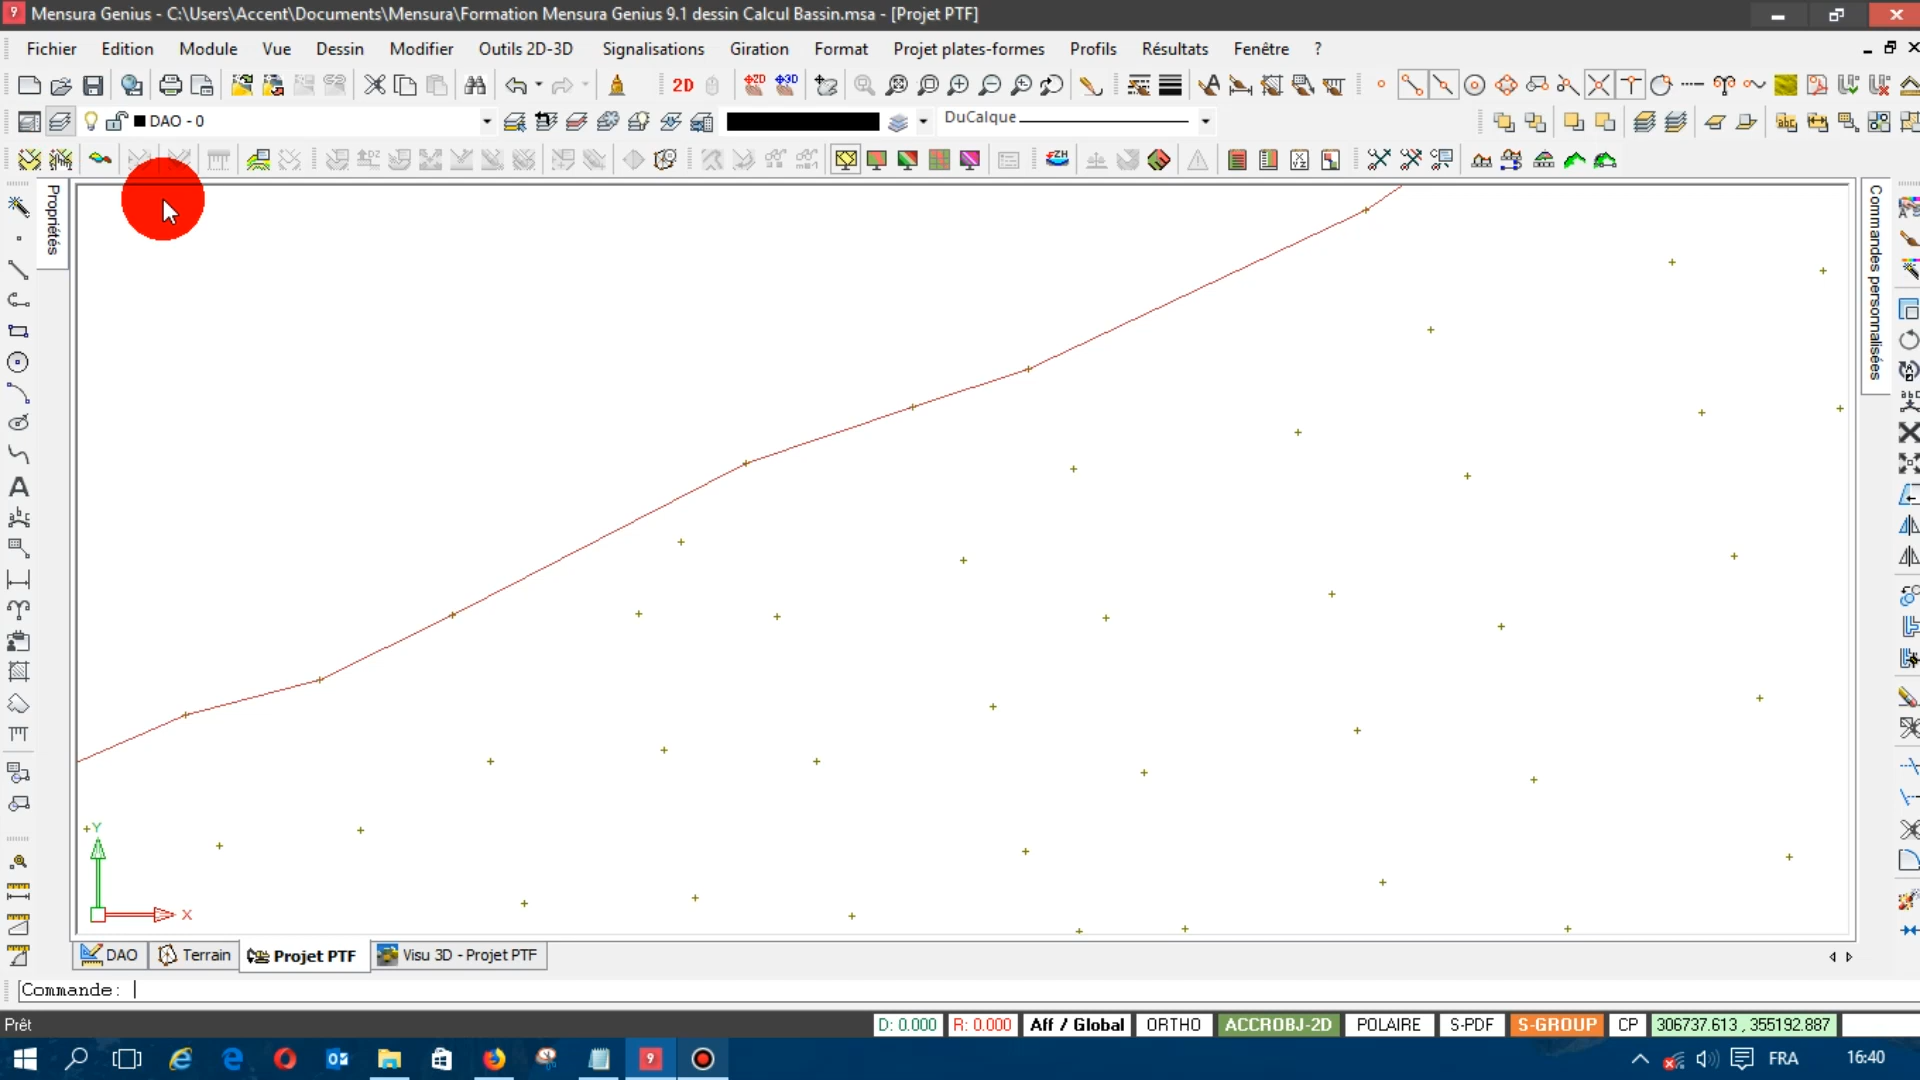 Mensura Genius - C:\Users\Accent\Documents\Mensura\Formation Mensura Genius 9.1 dessin Calcul Bassin.msa - [Projet PTF]
Fichier Edition Module Vue Dessin Modifier Outils 2D-3D Signalisations Giration Format Projet plates-formes Profils Résultats Fenêtre ?
2D
DAO - 0
DuCalque
Propriétés
Commandes personnalisées
Y
X
DAO Terrain Projet PTF Visu 3D - Projet PTF
Commande:
Prêt D: 0.000 R: 0.000 Aff / Global ORTHO ACCROBJ-2D POLAIRE S-PDF S-GROUP CP 306737.613 , 355192.887
FRA 16:40